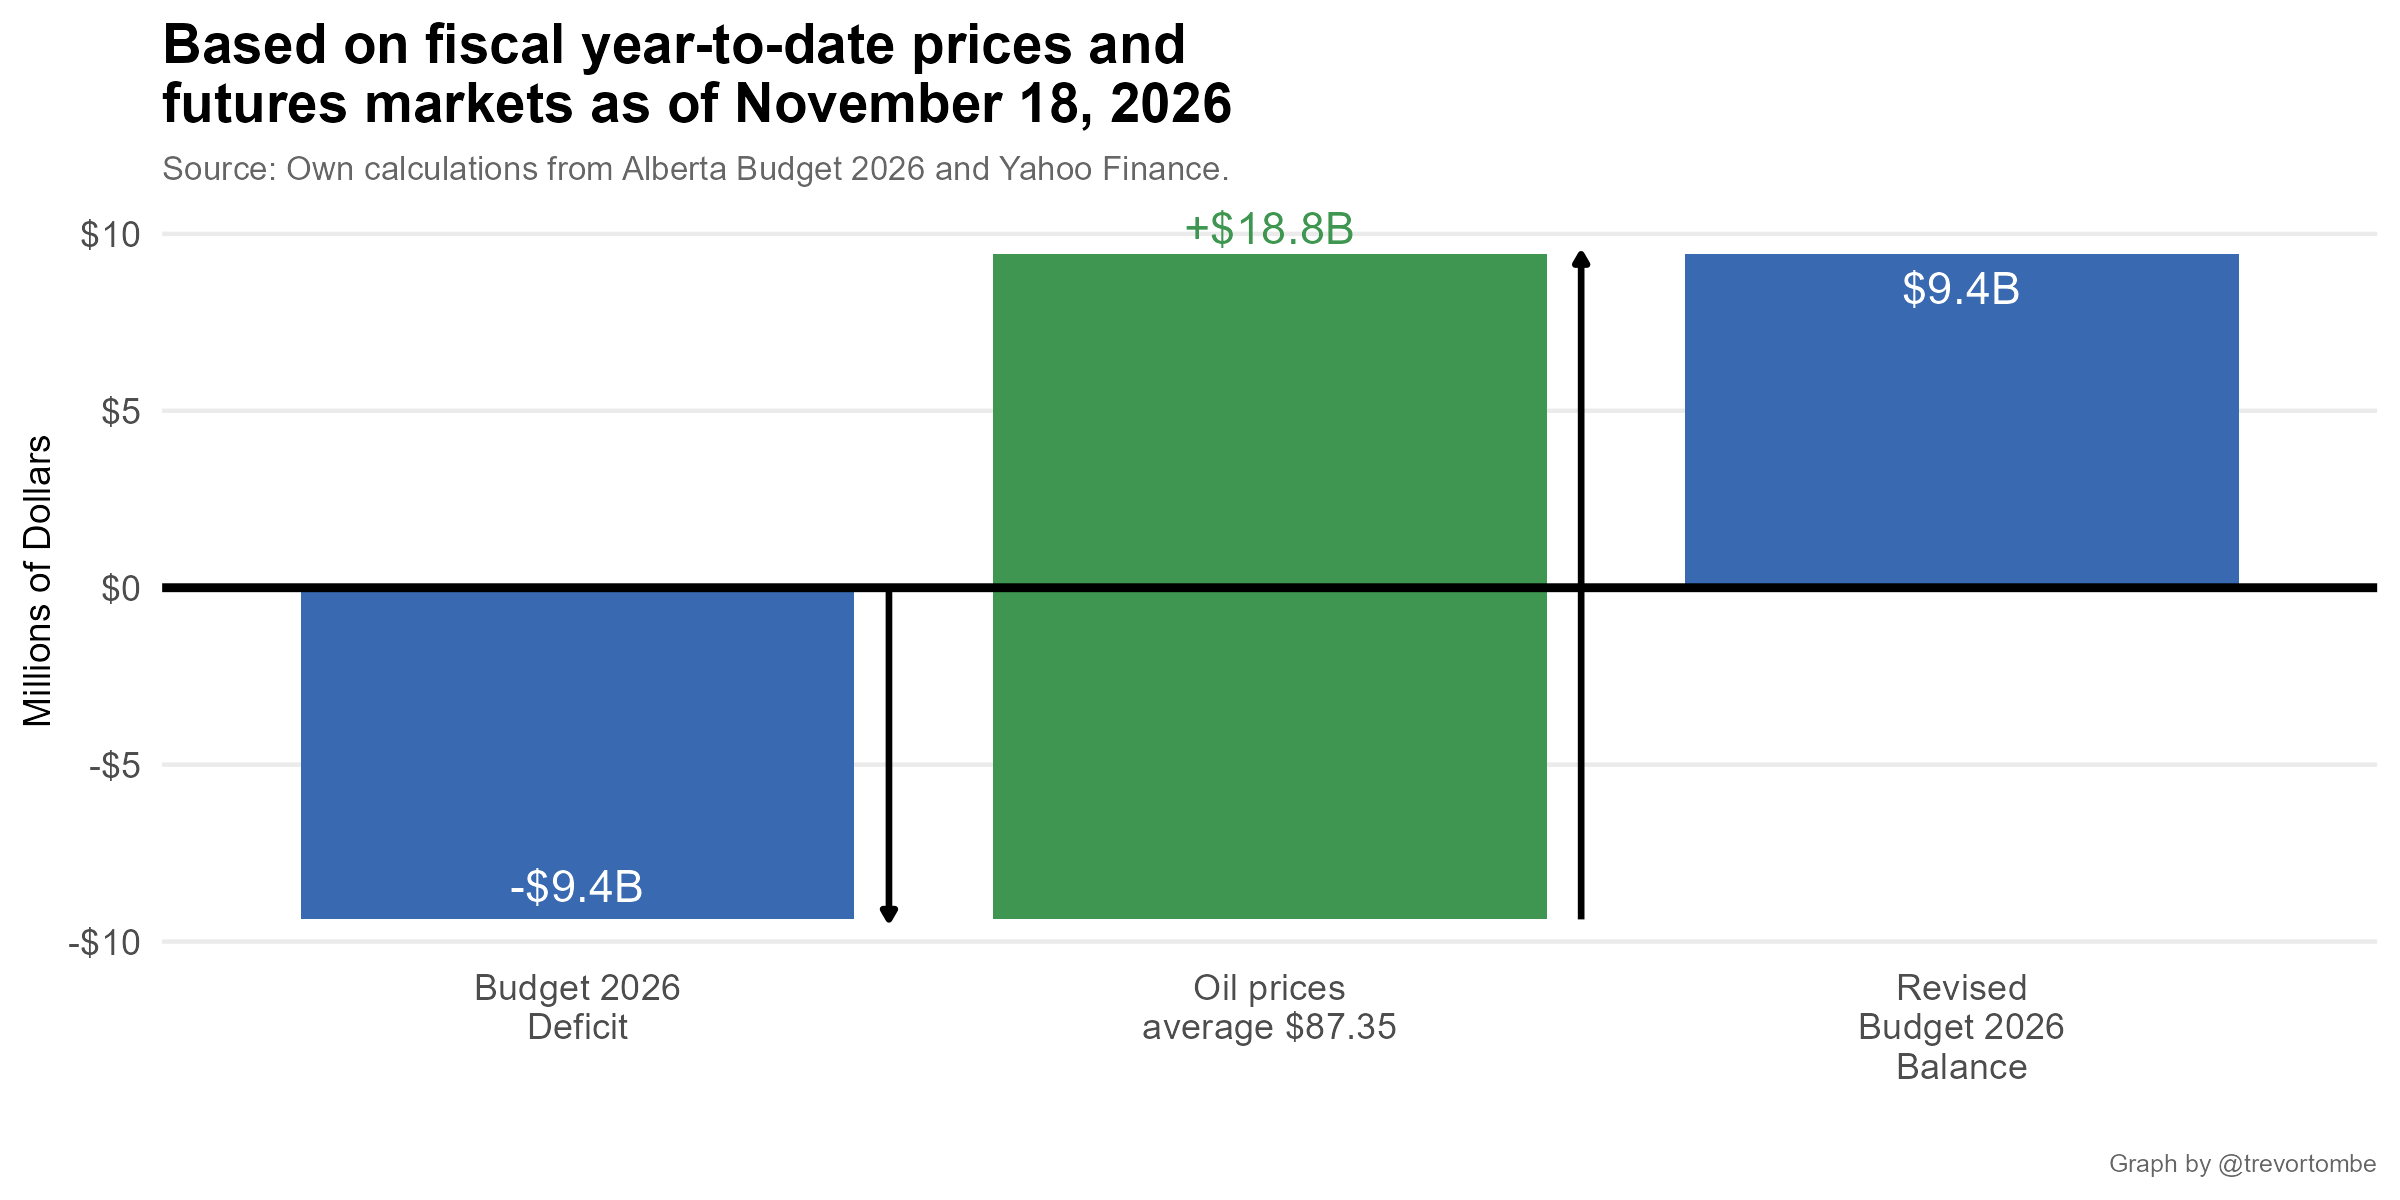 Based on fiscal year-to-date prices and
futures markets as of November 18, 2026
Source: Own calculations from Alberta Budget 2026 and Yahoo Finance.
Millions of Dollars
$10
$5
$0
-$5
-$10
-$9.4B
+$18.8B
$9.4B
Budget 2026
Deficit
Oil prices
average $87.35
Revised
Budget 2026
Balance
Graph by @trevortombe